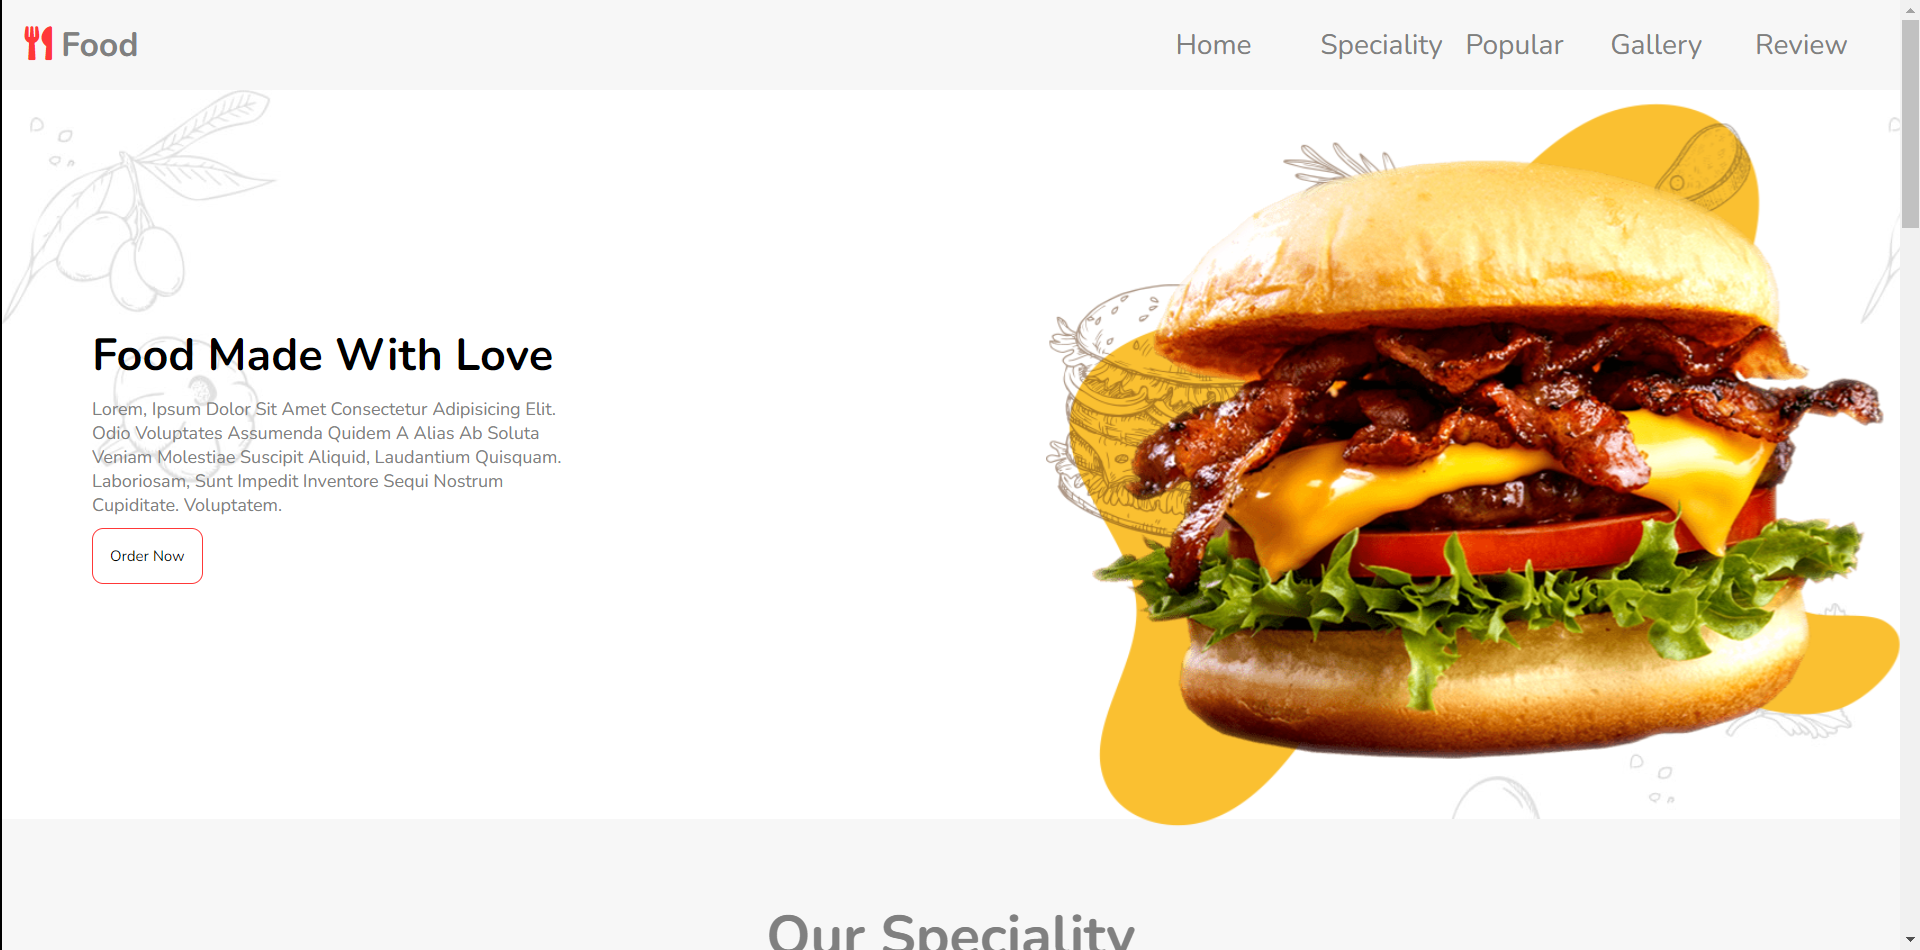 Food
Home Speciality Popular Gallery Review
Food Made With Love
Lorem, Ipsum Dolor Sit Amet Consectetur Adipisicing Elit.
Odio Voluptates Assumenda Quidem A Alias Ab Soluta
Veniam Molestiae Suscipit Aliquid, Laudantium Quisquam.
Laboriosam, Sunt Impedit Inventore Sequi Nostrum
Cupiditate. Voluptatem.
Order Now
Our Speciality